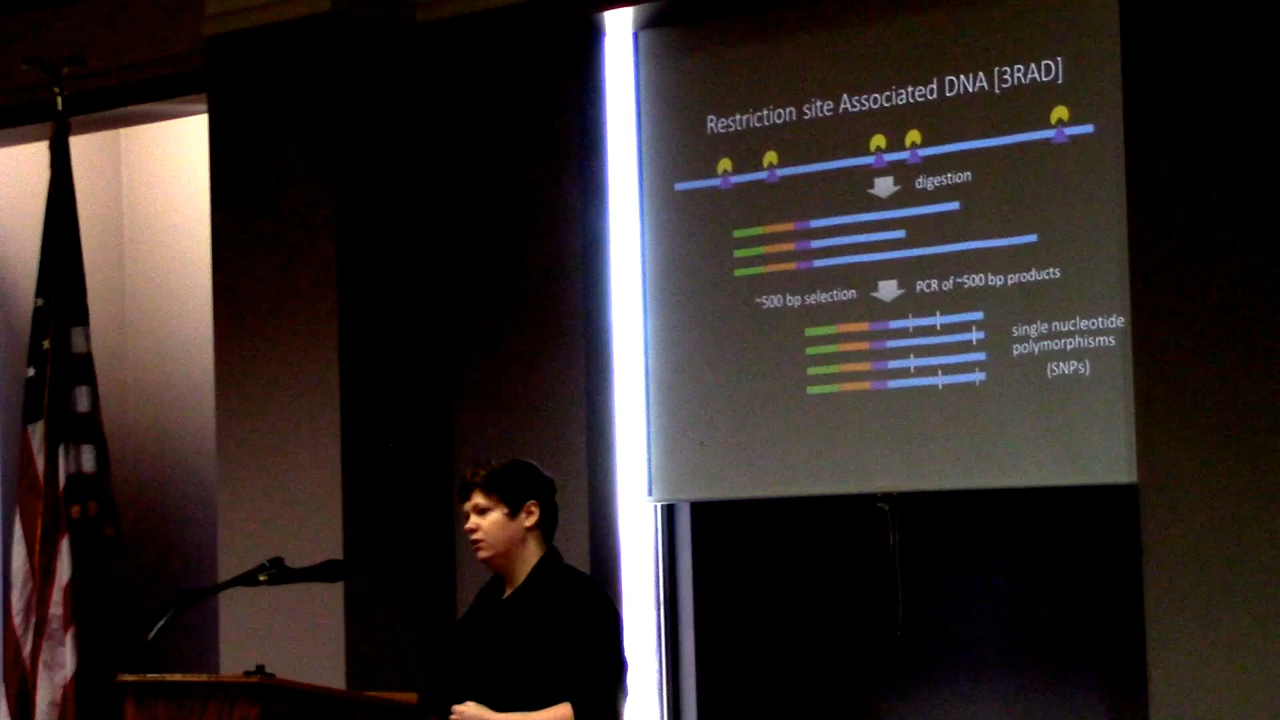 Restriction site Associated DNA [3RAD]
digestion
~500 bp selection
PCR of ~500 bp products
single nucleotide
polymorphisms
(SNPs)